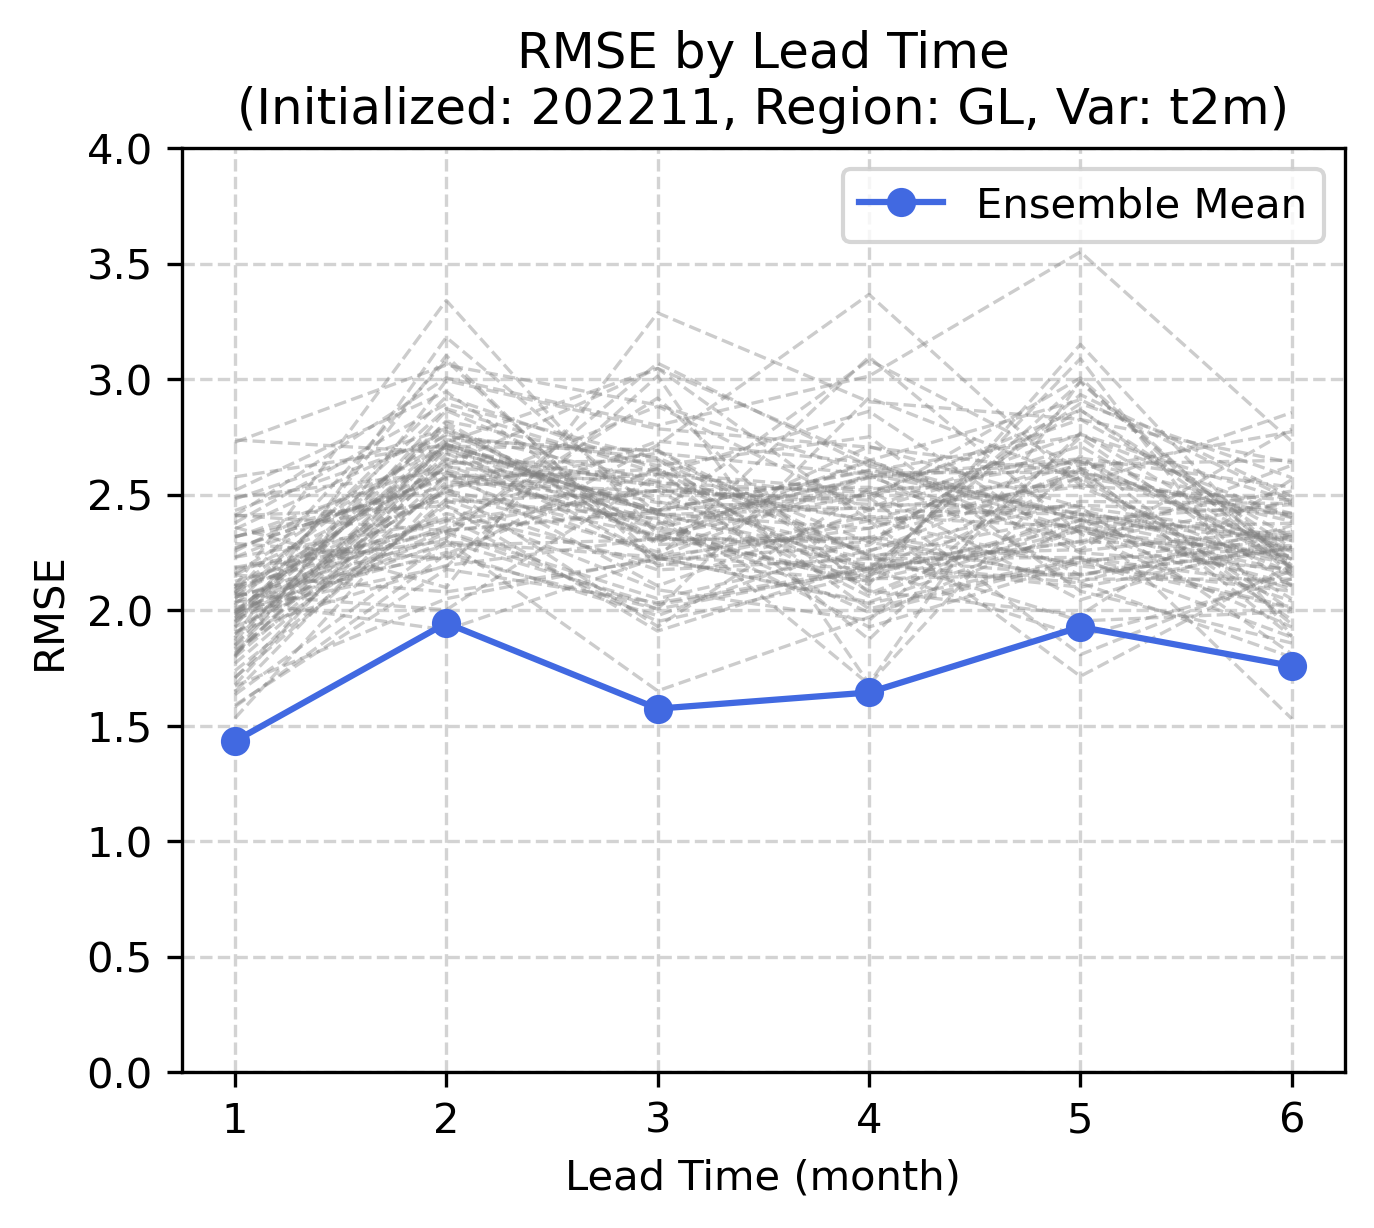 RMSE by Lead Time
(Initialized: 202211, Region: GL, Var: t2m)
Ensemble Mean
RMSE
4.0
3.5
3.0
2.5
2.0
1.5
1.0
0.5
0.0
1 2 3 4 5 6
Lead Time (month)